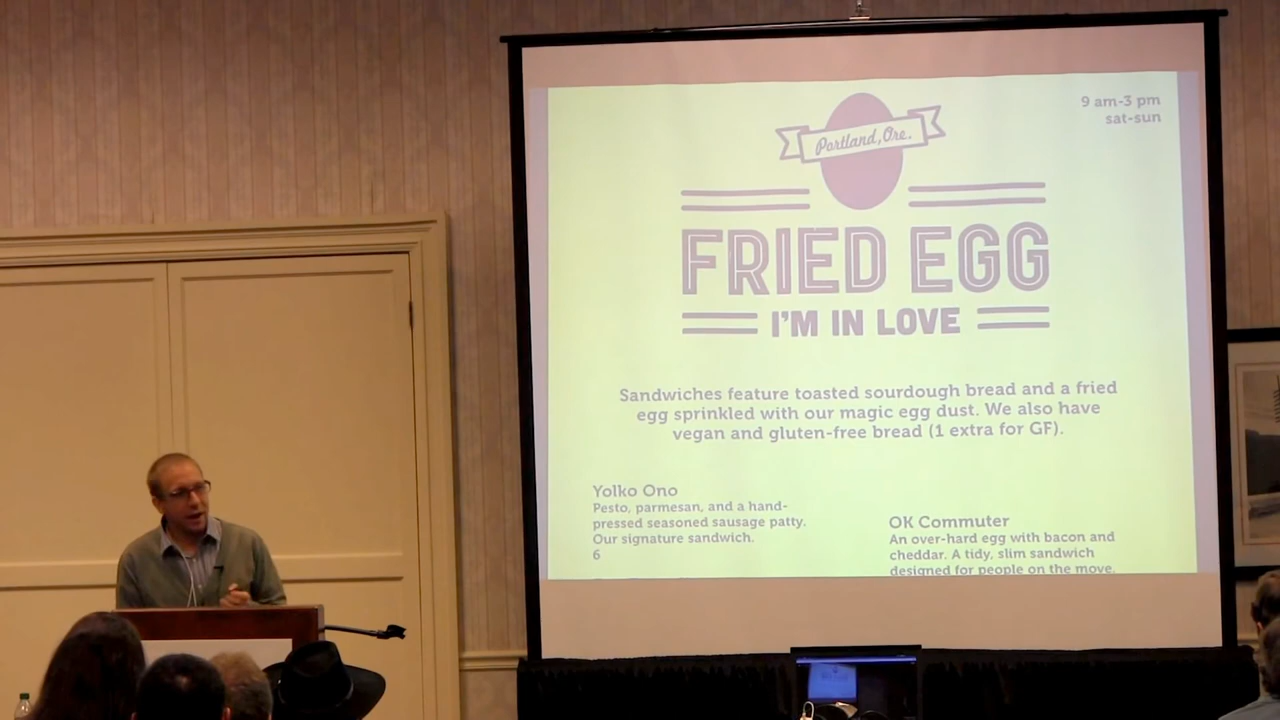 9 am-3 pm
sat-sun
Portland, Ore.
FRIED EGG
I'M IN LOVE
Sandwiches feature toasted sourdough bread and a fried
egg sprinkled with our magic egg dust. We also have
vegan and gluten-free bread (1 extra for GF).
Yolko Ono
Pesto, parmesan, and a hand-
pressed seasoned sausage patty.
Our signature sandwich.
6
OK Commuter
An over-hard egg with bacon and
cheddar. A tidy, slim sandwich
designed for people on the move.